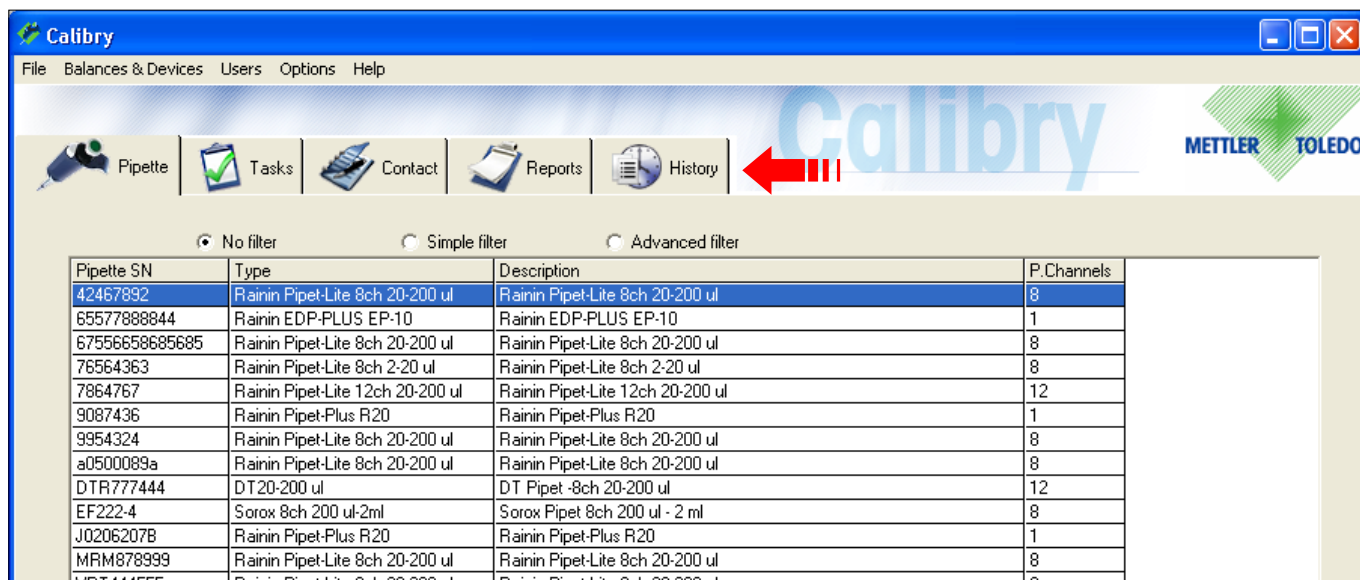 Calibry
File Balances & Devices Users Options Help
Calibry
METTLER TOLEDO
Pipette Tasks Contact Reports History
No filter Simple filter Advanced filter
Pipette SN Type Description P.Channels
42467892 Rainin Pipet-Lite 8ch 20-200 ul Rainin Pipet-Lite 8ch 20-200 ul 8
65577888844 Rainin EDP-PLUS EP-10 Rainin EDP-PLUS EP-10 1
67556658685685 Rainin Pipet-Lite 8ch 20-200 ul Rainin Pipet-Lite 8ch 20-200 ul 8
76564363 Rainin Pipet-Lite 8ch 2-20 ul Rainin Pipet-Lite 8ch 2-20 ul 8
7864767 Rainin Pipet-Lite 12ch 20-200 ul Rainin Pipet-Lite 12ch 20-200 ul 12
9087436 Rainin Pipet-Plus R20 Rainin Pipet-Plus R20 1
9954324 Rainin Pipet-Lite 8ch 20-200 ul Rainin Pipet-Lite 8ch 20-200 ul 8
a0500089a Rainin Pipet-Lite 8ch 20-200 ul Rainin Pipet-Lite 8ch 20-200 ul 8
DTR777444 DT20-200 ul DT Pipet -8ch 20-200 ul 12
EF222-4 Sorox 8ch 200 ul-2ml Sorox Pipet 8ch 200 ul - 2 ml 8
J0206207B Rainin Pipet-Plus R20 Rainin Pipet-Plus R20 1
MRM878999 Rainin Pipet-Lite 8ch 20-200 ul Rainin Pipet-Lite 8ch 20-200 ul 8